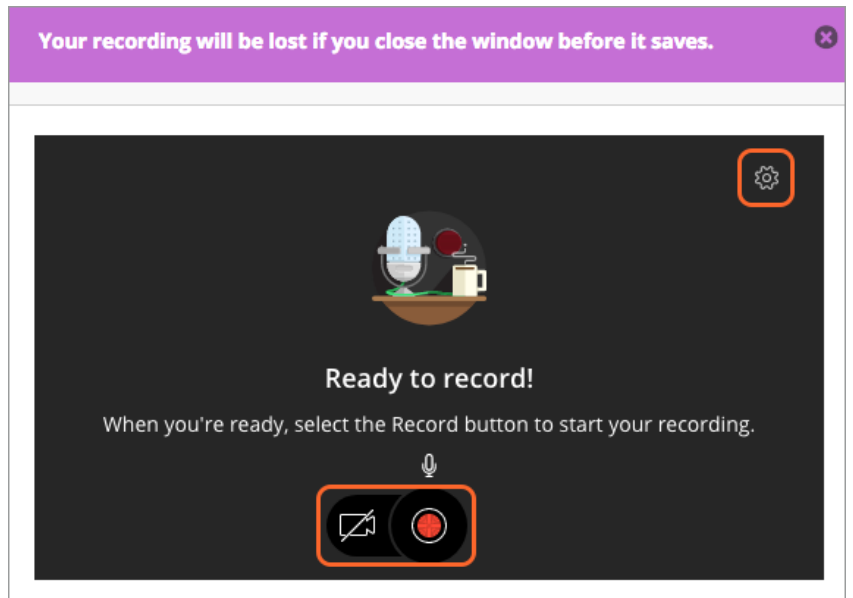 Your recording will be lost if you close the window before it saves.
Ready to record!
When you're ready, select the Record button to start your recording.